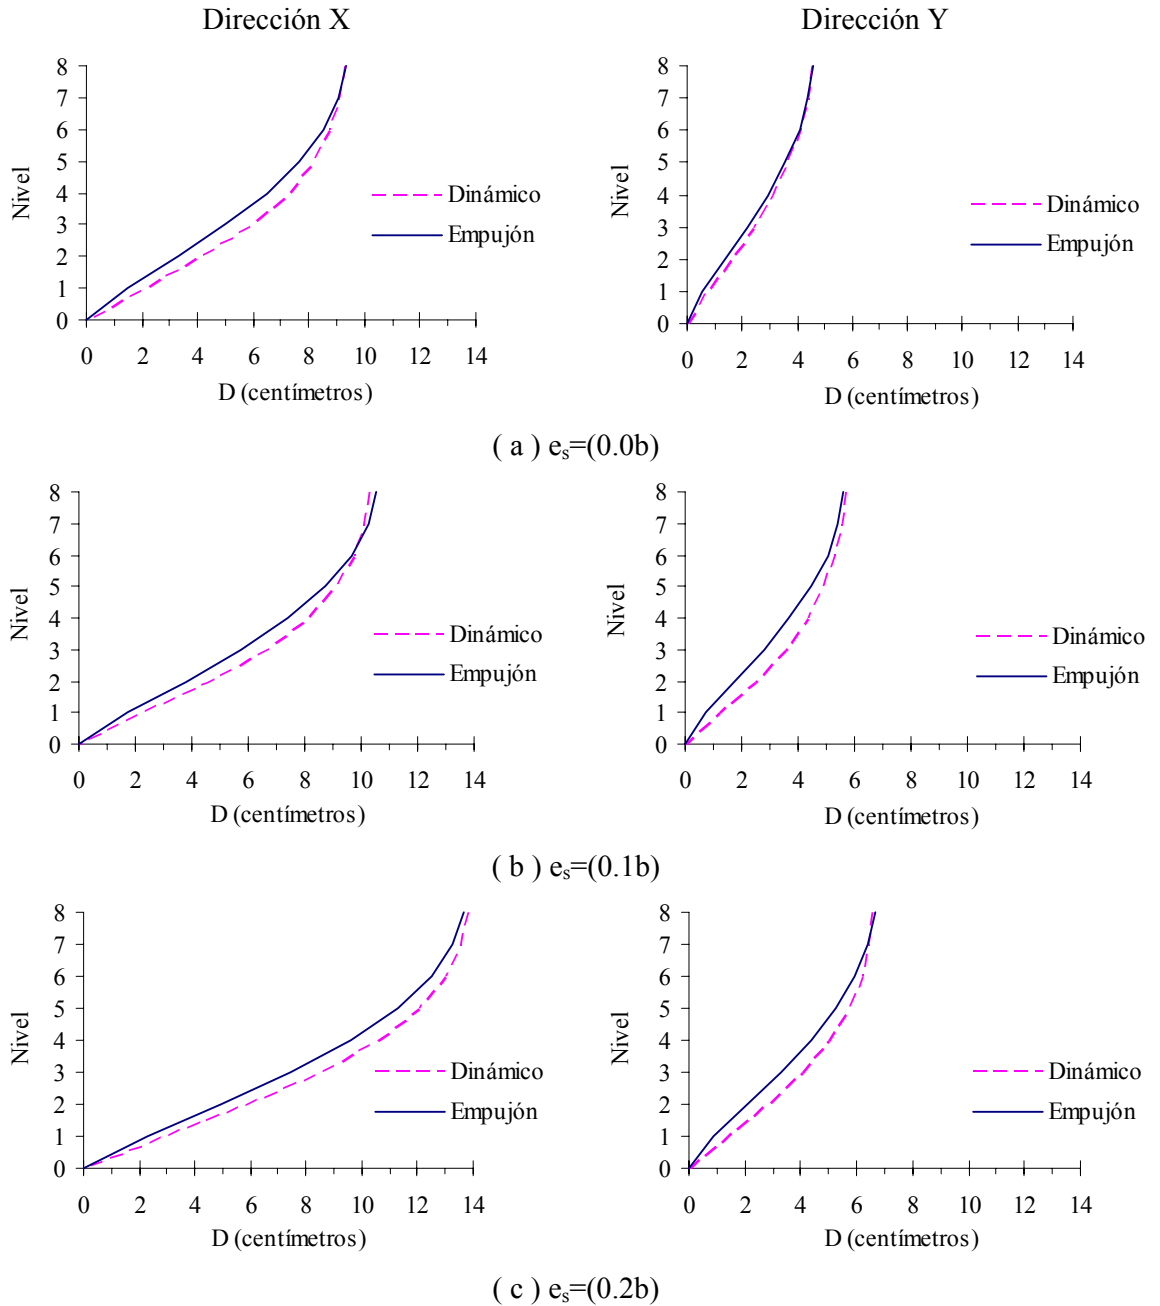 Dirección X
Dirección Y
8
7
6
5
4
3
2
1
0
Nivel
Dinámico
Empujón
0 2 4 6 8 10 12 14
D (centímetros)
8
7
6
5
4
3
2
1
0
Nivel
Dinámico
Empujón
0 2 4 6 8 10 12 14
D (centímetros)
( a ) es=(0.0b)
8
7
6
5
4
3
2
1
0
Nivel
Dinámico
Empujón
0 2 4 6 8 10 12 14
D (centímetros)
8
7
6
5
4
3
2
1
0
Nivel
Dinámico
Empujón
0 2 4 6 8 10 12 14
D (centímetros)
( b ) es=(0.1b)
8
7
6
5
4
3
2
1
0
Nivel
Dinámico
Empujón
0 2 4 6 8 10 12 14
D (centímetros)
8
7
6
5
4
3
2
1
0
Nivel
Dinámico
Empujón
0 2 4 6 8 10 12 14
D (centímetros)
( c ) es=(0.2b)